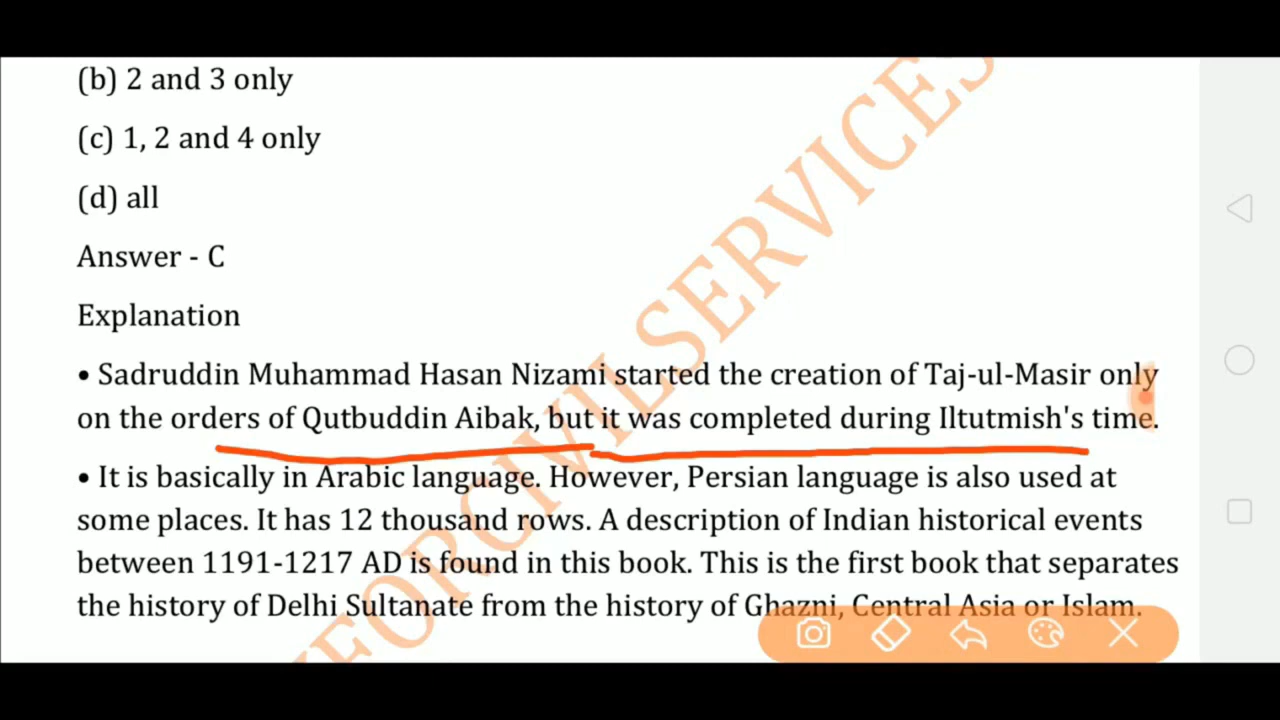 (b) 2 and 3 only
(c) 1, 2 and 4 only
(d) all
Answer - C
Explanation
• Sadruddin Muhammad Hasan Nizami started the creation of Taj-ul-Masir only
on the orders of Qutbuddin Aibak, but it was completed during Iltutmish's time.
• It is basically in Arabic language. However, Persian language is also used at
some places. It has 12 thousand rows. A description of Indian historical events
between 1191-1217 AD is found in this book. This is the first book that separates
the history of Delhi Sultanate from the history of Ghazni, Central Asia or Islam.
EFORCIVILSERVICES